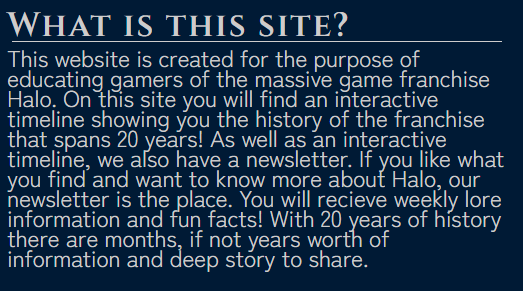 What is this site?
This website is created for the purpose of
educating gamers of the massive game franchise
Halo. On this site you will find an interactive
timeline showing you the history of the franchise
that spans 20 years! As well as an interactive
timeline, we also have a newsletter. If you like what
you find and want to know more about Halo, our
newsletter is the place. You will recieve weekly lore
information and fun facts! With 20 years of history
there are months, if not years worth of
information and deep story to share.